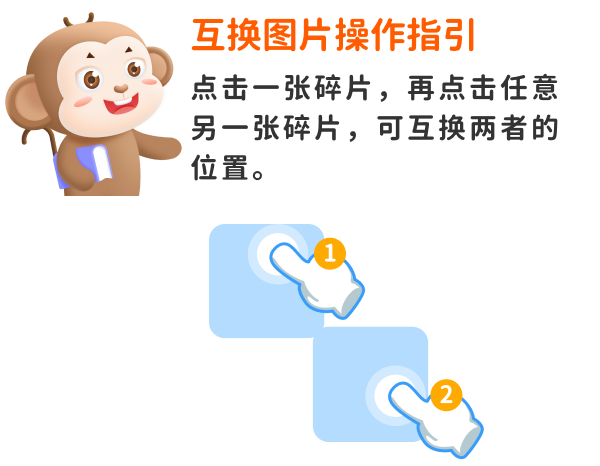 互换图片操作指引
点击一张碎片，再点击任意
另一张碎片，可互换两者的
位置。
1
2